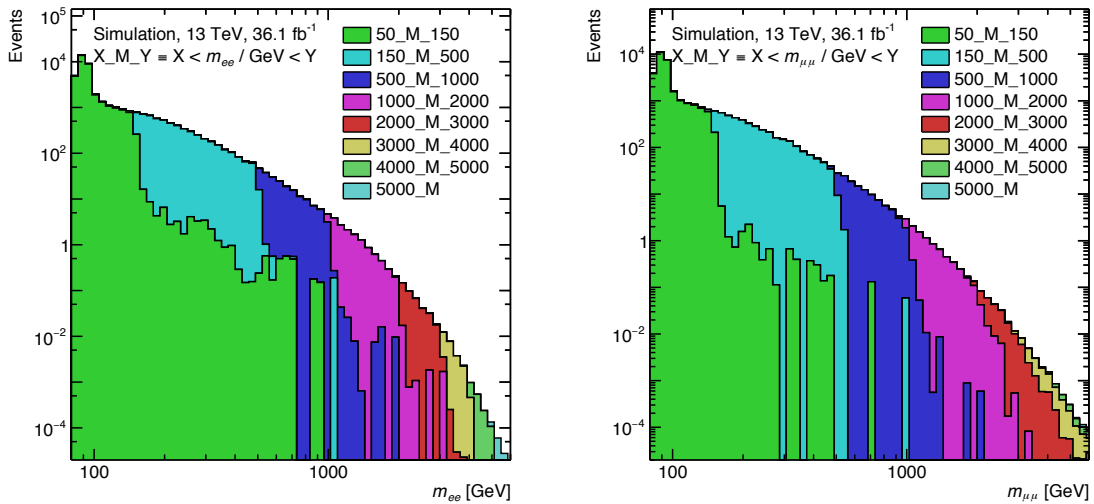 Events
10⁵
10⁴
10²
1
10⁻²
10⁻⁴
Simulation, 13 TeV, 36.1 fb⁻¹
X_M_Y ≡ X < mₑₑ / GeV < Y
50_M_150
150_M_500
500_M_1000
1000_M_2000
2000_M_3000
3000_M_4000
4000_M_5000
5000_M
100
1000
mₑₑ [GeV]
Events
10⁴
10²
1
10⁻²
10⁻⁴
Simulation, 13 TeV, 36.1 fb⁻¹
X_M_Y ≡ X < m_μμ / GeV < Y
50_M_150
150_M_500
500_M_1000
1000_M_2000
2000_M_3000
3000_M_4000
4000_M_5000
5000_M
100
1000
m_μμ [GeV]